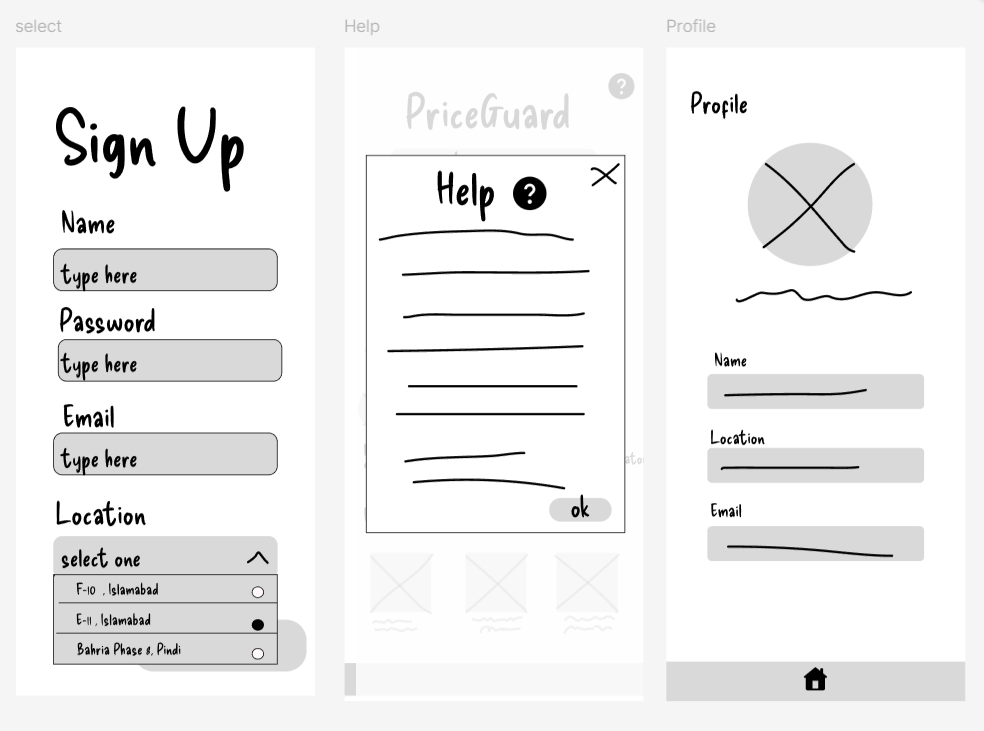 select
Sign Up
Name
type here
Password
type here
Email
type here
Location
select one
F-10 , Islamabad
E-11 , Islamabad
Bahria Phase 8, Pindi
Help
?
PriceGuard
Help ?
ok
Profile
Profile
Name
Location
Email